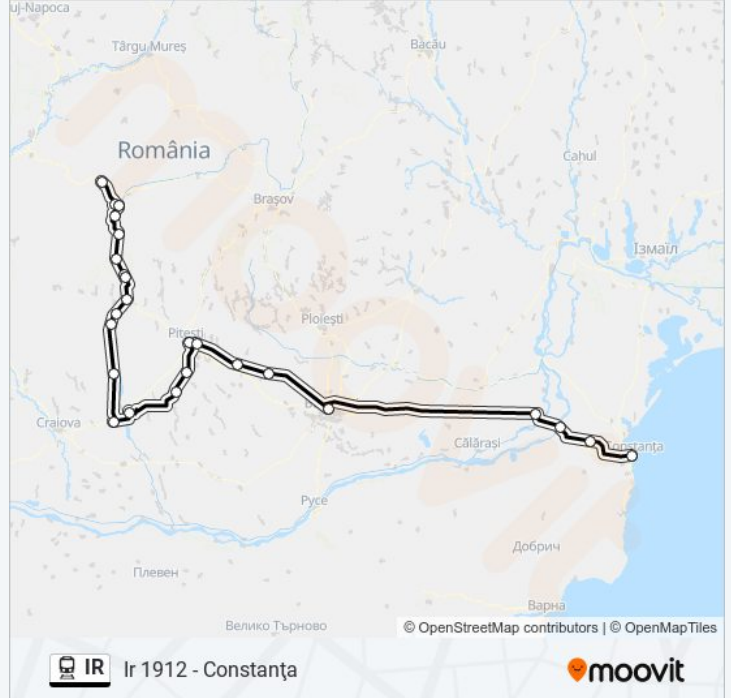 uj-Napoca
Târgu Mureș
Bacău
România
Cahul
Brașov
Ізмаїл
Ploiești
Pitești
Craiova
Călărași
Constanța
Русе
Добрич
Плевен
Варна
Велико Търново
© OpenStreetMap contributors | © OpenMapTiles
IR Ir 1912 - Constanţa
moovit